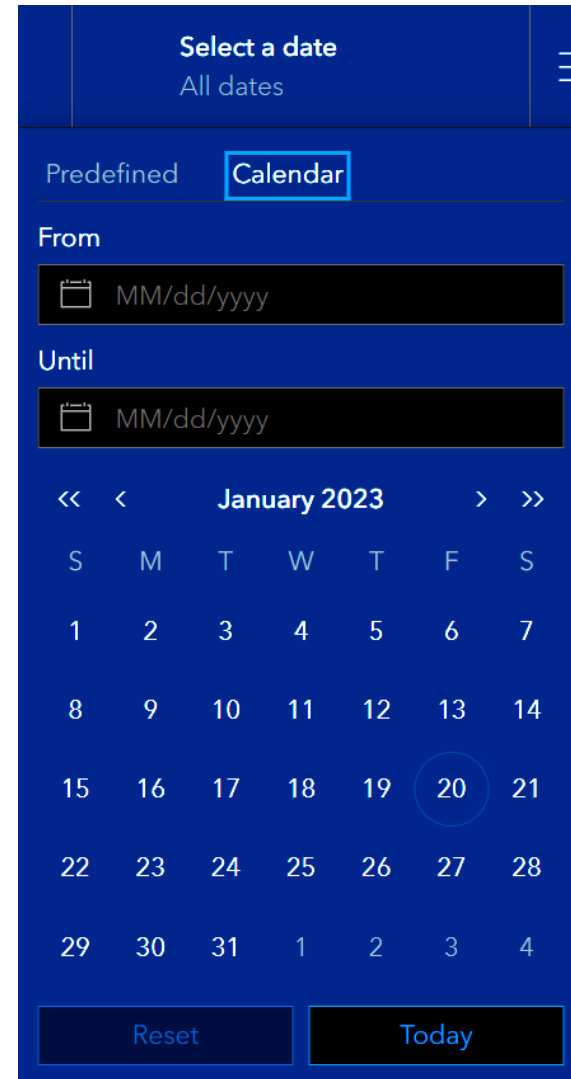 Select a date
All dates
Predefined Calendar
From
MM/dd/yyyy
Until
MM/dd/yyyy
<< < January 2023 > >>
S M T W T F S
1 2 3 4 5 6 7
8 9 10 11 12 13 14
15 16 17 18 19 20 21
22 23 24 25 26 27 28
29 30 31 1 2 3 4
Reset Today